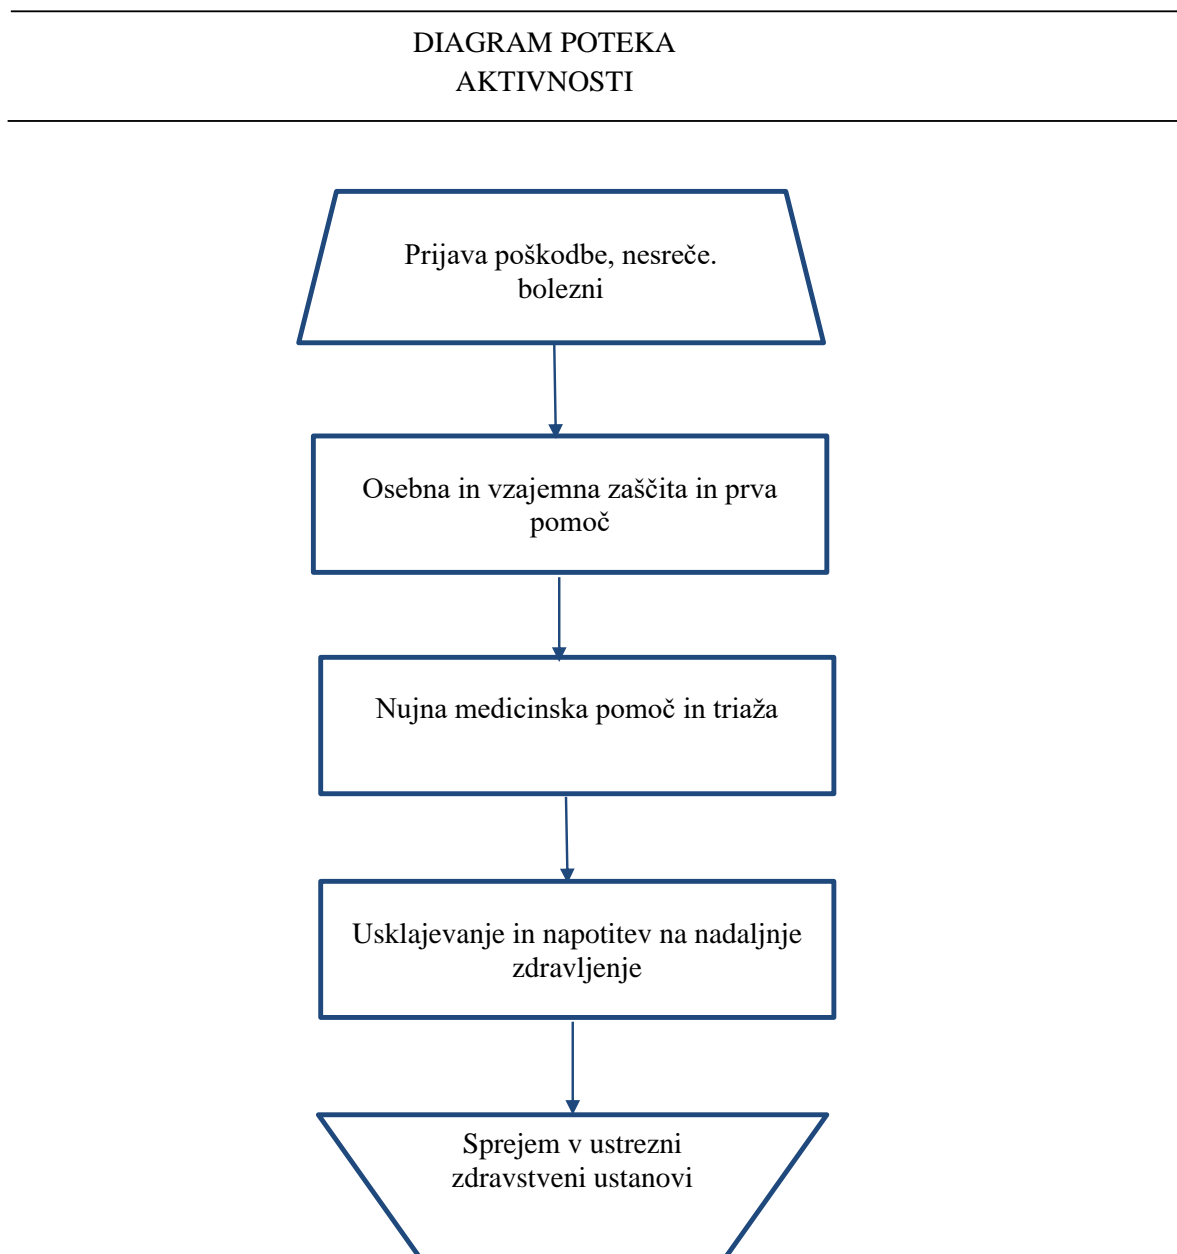 DIAGRAM POTEKA
AKTIVNOSTI
Prijava poškodbe, nesreče.
bolezni
Osebna in vzajemna zaščita in prva
pomoč
Nujna medicinska pomoč in triaža
Usklajevanje in napotitev na nadaljnje
zdravljenje
Sprejem v ustrezni
zdravstveni ustanovi